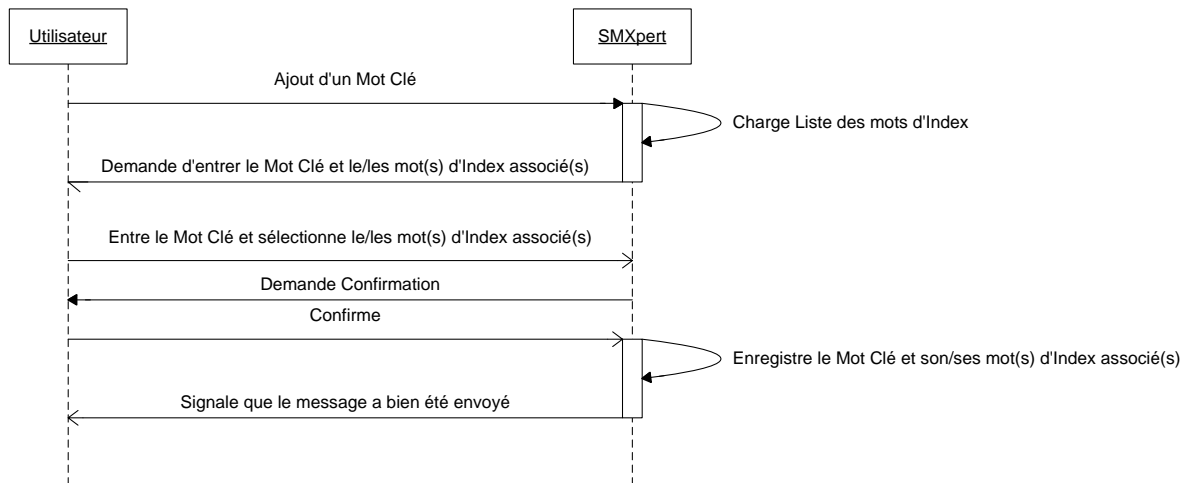 Utilisateur
SMXpert
Ajout d'un Mot Clé
Charge Liste des mots d'Index
Demande d'entrer le Mot Clé et le/les mot(s) d'Index associé(s)
Entre le Mot Clé et sélectionne le/les mot(s) d'Index associé(s)
Demande Confirmation
Confirme
Enregistre le Mot Clé et son/ses mot(s) d'Index associé(s)
Signale que le message a bien été envoyé